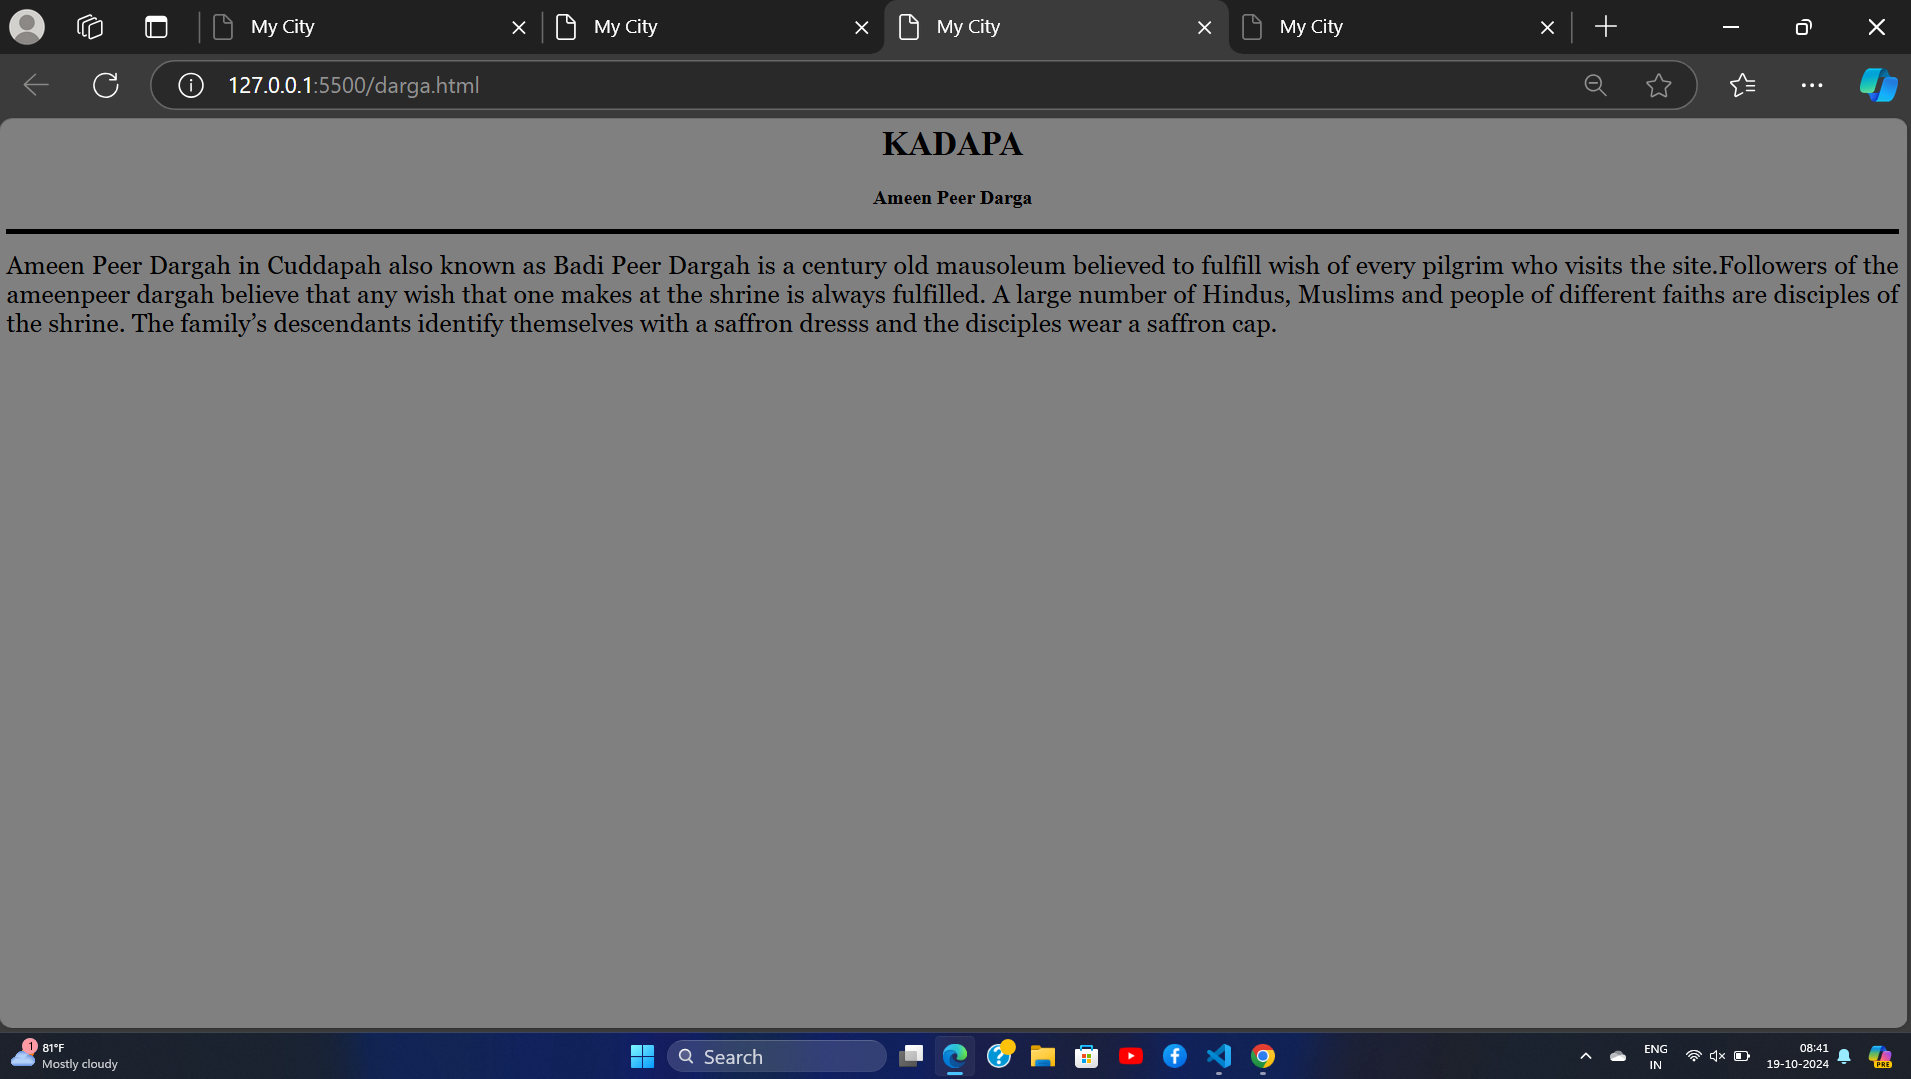 My City
My City
My City
My City
127.0.0.1:5500/darga.html
KADAPA
Ameen Peer Darga
Ameen Peer Dargah in Cuddapah also known as Badi Peer Dargah is a century old mausoleum believed to fulfill wish of every pilgrim who visits the site.Followers of the
ameenpeer dargah believe that any wish that one makes at the shrine is always fulfilled. A large number of Hindus, Muslims and people of different faiths are disciples of
the shrine. The family’s descendants identify themselves with a saffron dresss and the disciples wear a saffron cap.
1
81°F
Mostly cloudy
Search
ENG
IN
08:41
19-10-2024
PRE